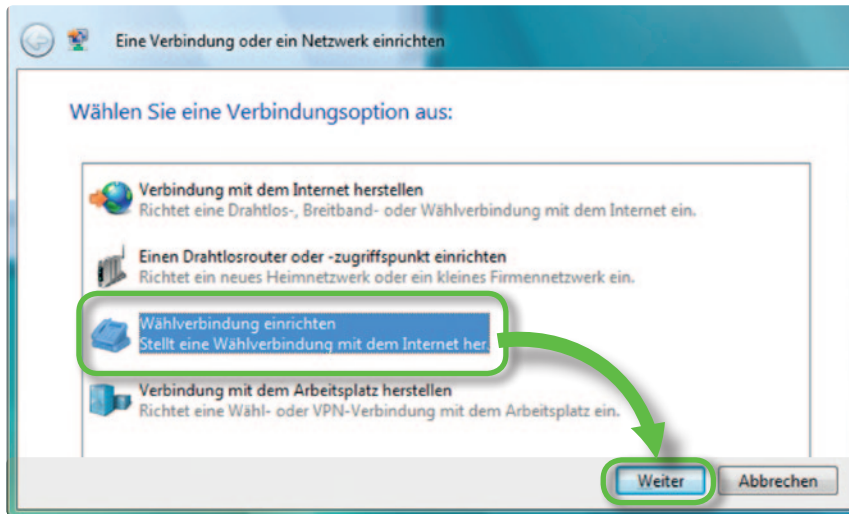 Eine Verbindung oder ein Netzwerk einrichten
Wählen Sie eine Verbindungsoption aus:
Verbindung mit dem Internet herstellen
Richtet eine Drahtlos-, Breitband- oder Wählverbindung mit dem Internet ein.
Einen Drahtlosrouter oder -zugriffspunkt einrichten
Richtet ein neues Heimnetzwerk oder ein kleines Firmennetzwerk ein.
Wählverbindung einrichten
Stellt eine Wählverbindung mit dem Internet her.
Verbindung mit dem Arbeitsplatz herstellen
Richtet eine Wähl- oder VPN-Verbindung mit dem Arbeitsplatz ein.
Weiter Abbrechen